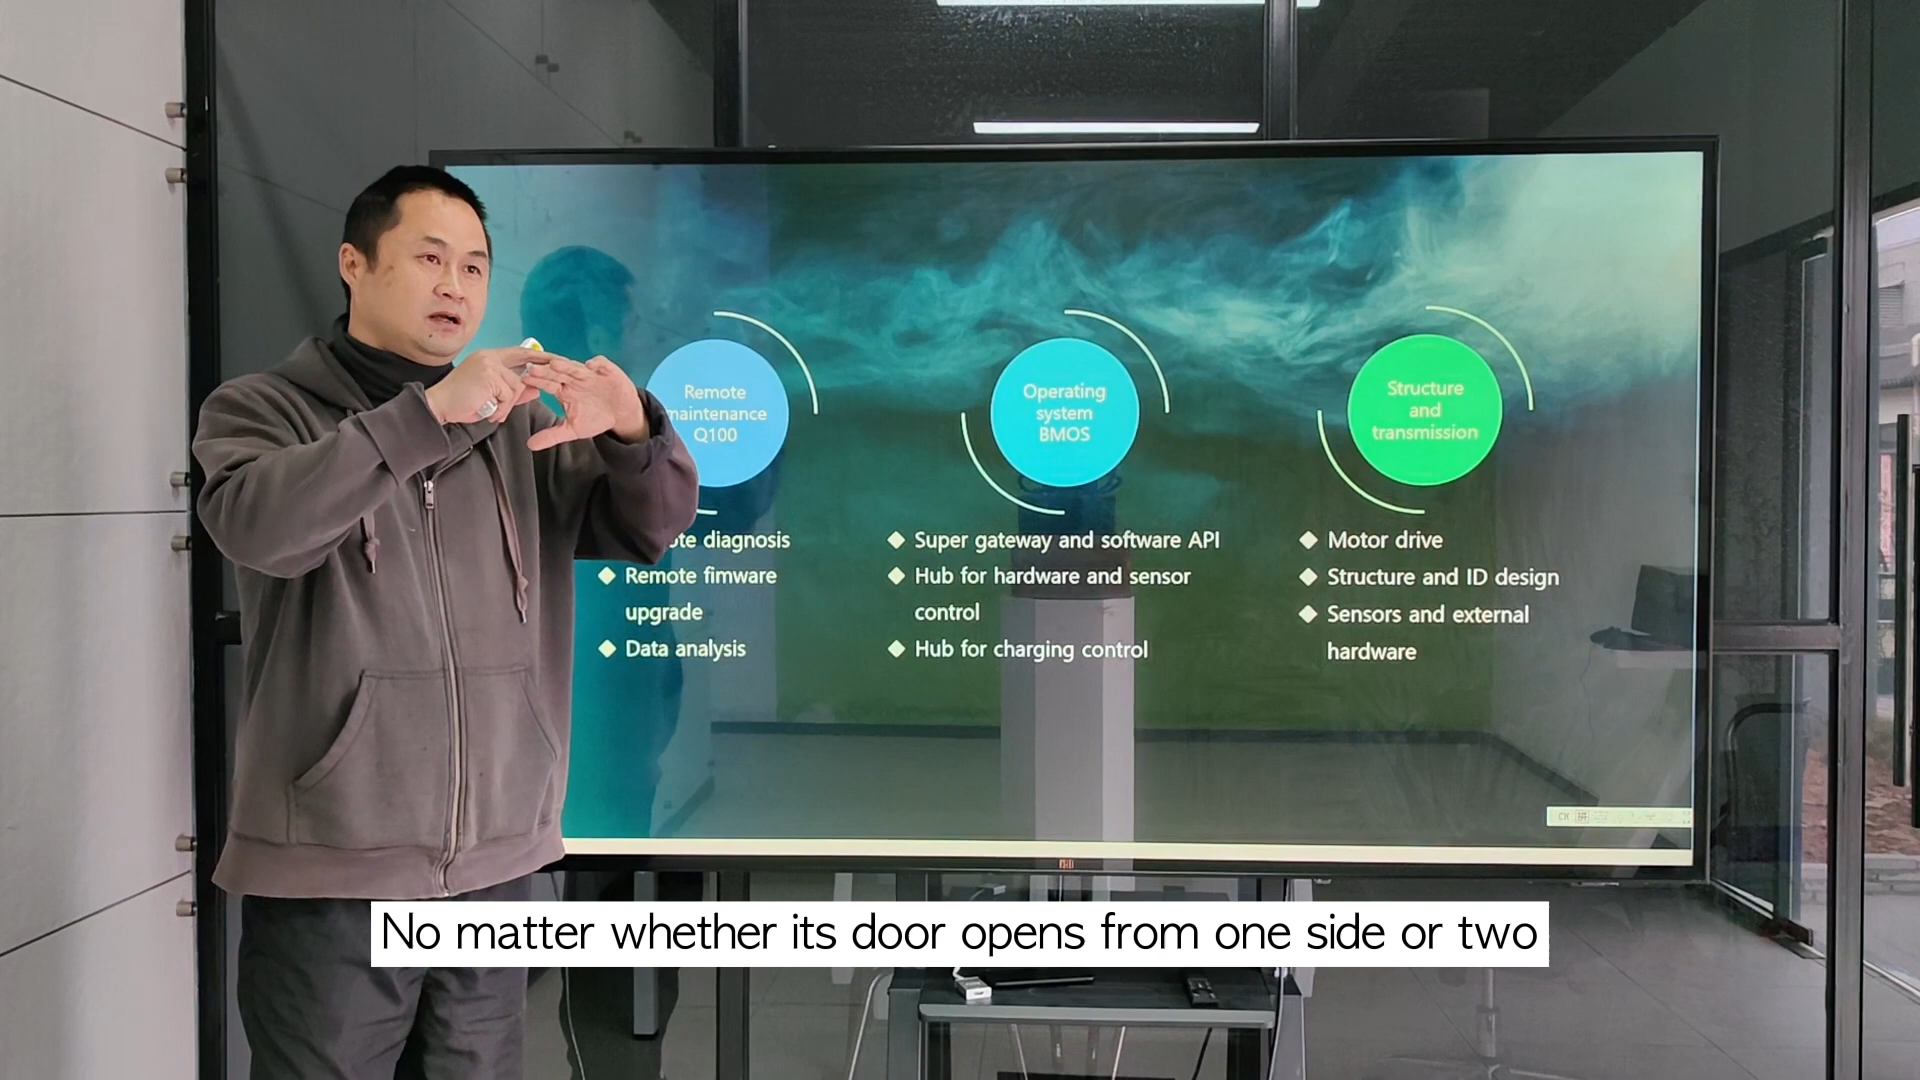 Remote
maintenance
Q100
diagnosis
Remote fimware
upgrade
Data analysis
Operating
system
BMOS
Super gateway and software API
Hub for hardware and sensor
control
Hub for charging control
Structure
and
transmission
Motor drive
Structure and ID design
Sensors and external
hardware
CK 拼
No matter whether its door opens from one side or two